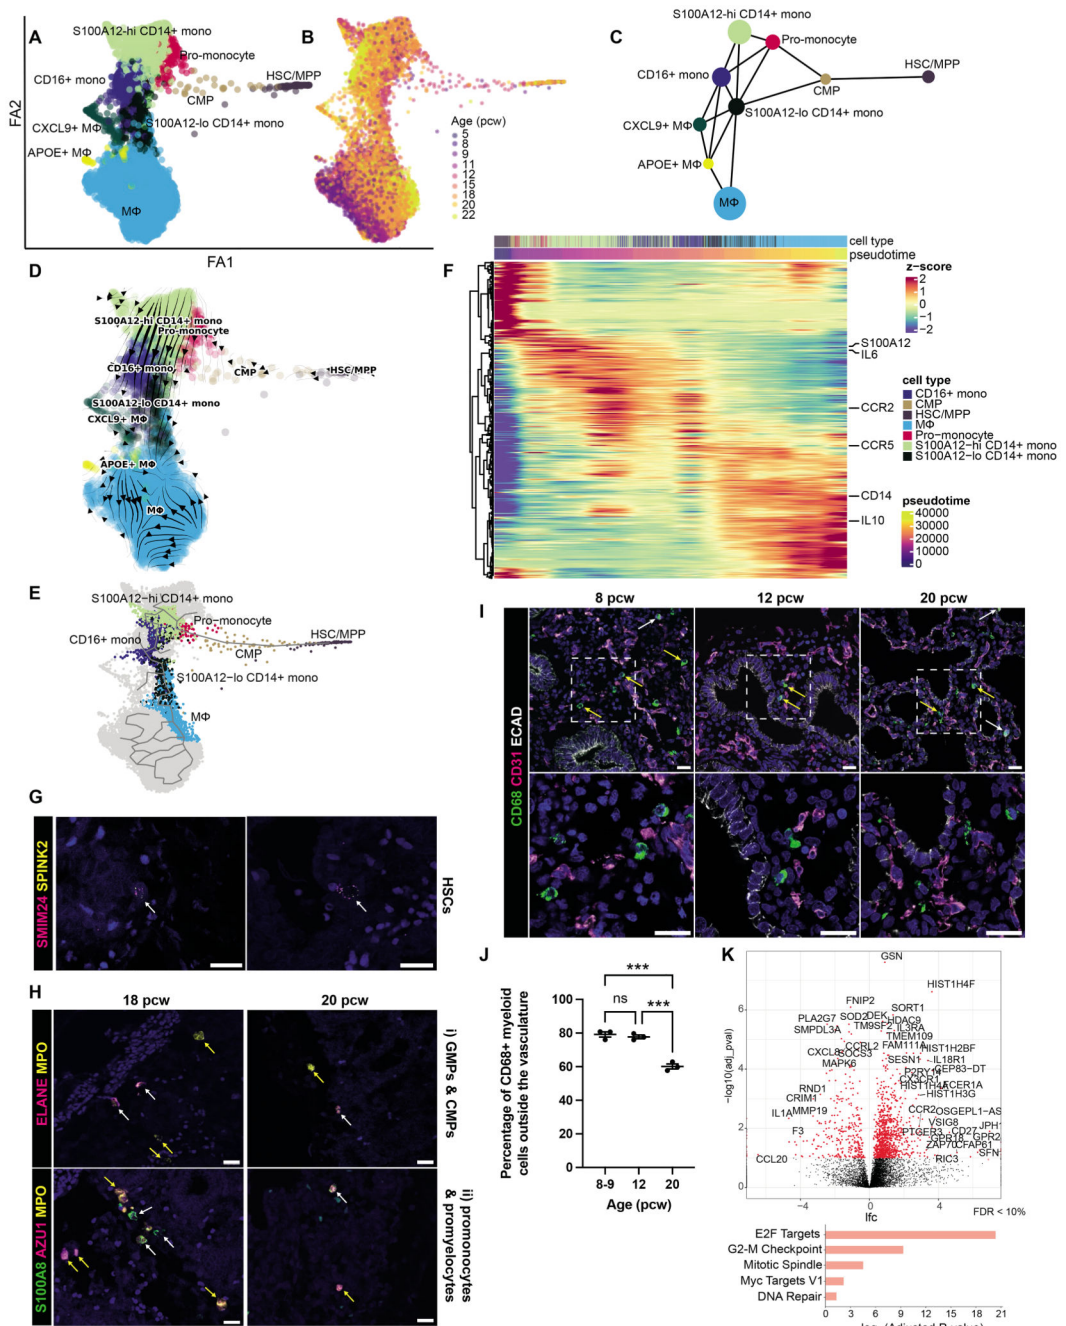 A
S100A12-hi CD14+ mono
Pro-monocyte
CD16+ mono
HSC/MPP
CMP
CXCL9+ MΦ
S100A12-lo CD14+ mono
APOE+ MΦ
MΦ
FA2
FA1
B
Age (pcw)
5
8
9
11
12
15
18
20
22
C
S100A12-hi CD14+ mono
Pro-monocyte
HSC/MPP
CD16+ mono
CMP
S100A12-lo CD14+ mono
CXCL9+ MΦ
APOE+ MΦ
MΦ
D
S100A12-hi CD14+ mono
Pro-monocyte
CD16+ mono
CMP
HSC/MPP
S100A12-lo CD14+ mono
CXCL9+ MΦ
APOE+ MΦ
MΦ
E
S100A12−hi CD14+ mono
Pro−monocyte
CD16+ mono
HSC/MPP
CMP
S100A12−lo CD14+ mono
MΦ
F
cell type
pseudotime
S100A12
IL6
CCR2
CCR5
CD14
IL10
z−score
2
1
0
−1
−2
cell type
CD16+ mono
CMP
HSC/MPP
MΦ
Pro−monocyte
S100A12−hi CD14+ mono
S100A12−lo CD14+ mono
pseudotime
40000
30000
20000
10000
0
G
SMIM24 SPINK2
HSCs
H
18 pcw
20 pcw
ELANE MPO
i) GMPs & CMPs
S100A8 AZU1 MPO
ii) promonocytes
& promyelocytes
I
8 pcw
12 pcw
20 pcw
CD68 CD31 ECAD
J
Percentage of CD68+ myeloid
cells outside the vasculature
100
80
60
40
20
0
***
ns
***
8-9
12
20
Age (pcw)
K
−log10(adj_pval)
6
4
2
0
GSN
HIST1H4F
FNIP2
SORT1
PLA2G7
SOD2
DEK
HDAC9
SMPDL3A
TM9SF2
IL3RA
TMEM109
CCRL2
FAM111A
HIST1H2BF
CXCL8
SOCS3
SESN1
IL18R1
MAPK6
P2RY14
CEP83−DT
CX3CR1
RND1
HIST1H4A
FCER1A
CRIM1
HIST1H3G
IL1A
MMP19
CCR2
OSGEPL1−AS
VSIG8
JPH
F3
PTGER3
CD27
GPR18
GPR2
ZAP70
CFAP61
SFN
CCL20
RIC3
−4
0
4
lfc
FDR < 10%
E2F Targets
G2-M Checkpoint
Mitotic Spindle
Myc Targets V1
DNA Repair
0
3
6
9
12
15
18
21